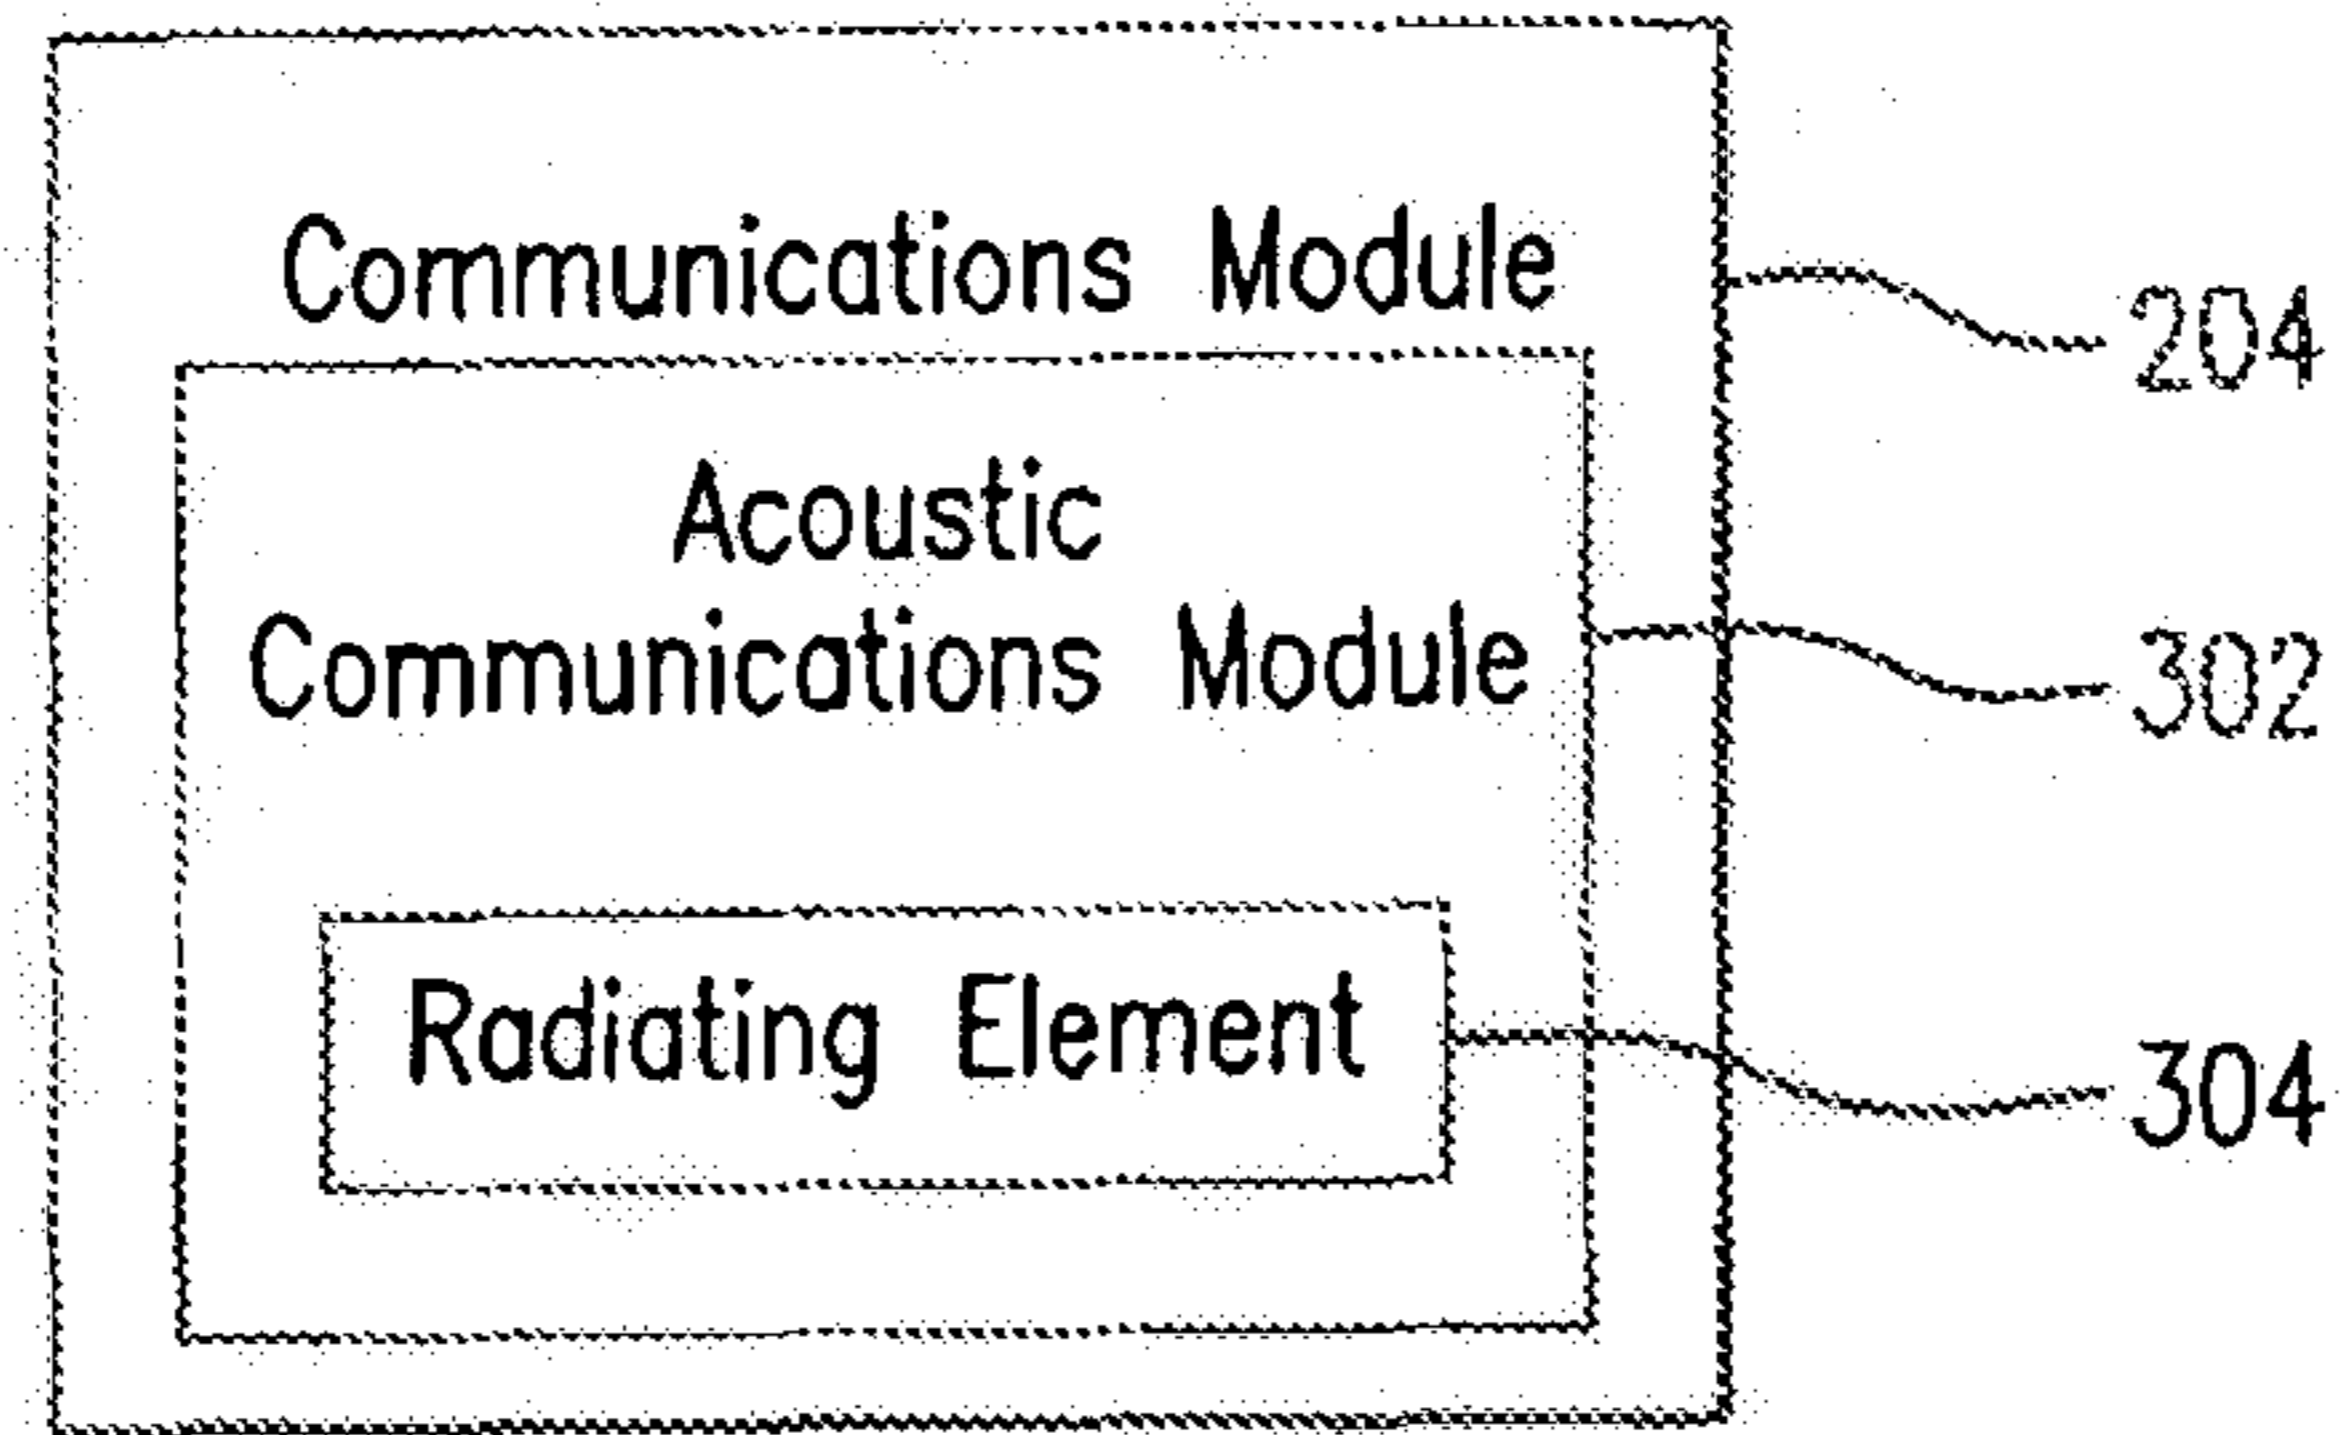 Communications Module
204
Acoustic
Communications Module
302
Radiating Element
304